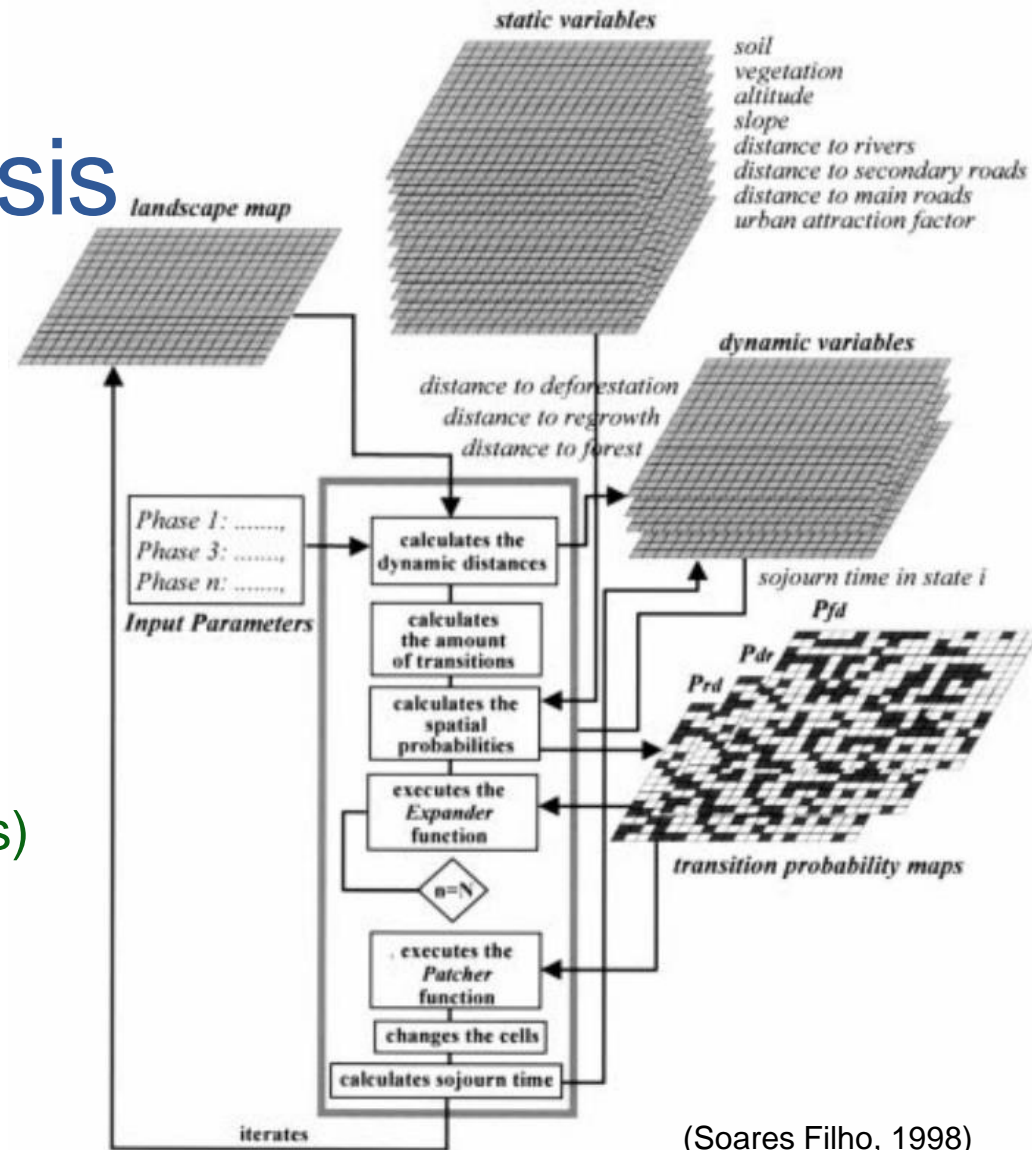 static variables
soil
vegetation
altitude
slope
distance to rivers
distance to secondary roads
distance to main roads
urban attraction factor
sis
landscape map
dynamic variables
distance to deforestation
distance to regrowth
distance to forest
Phase 1: .......,
Phase 3: .......,
Phase n: .......,
Input Parameters
calculates the
dynamic distances
sojourn time in state i
calculates
the amount
of transitions
Pfd
Pdr
Prd
calculates the
spatial
probabilities
executes the
Expander
function
s)
transition probability maps
n=N
. executes the
Patcher
function
changes the cells
calculates sojourn time
iterates
(Soares Filho, 1998)